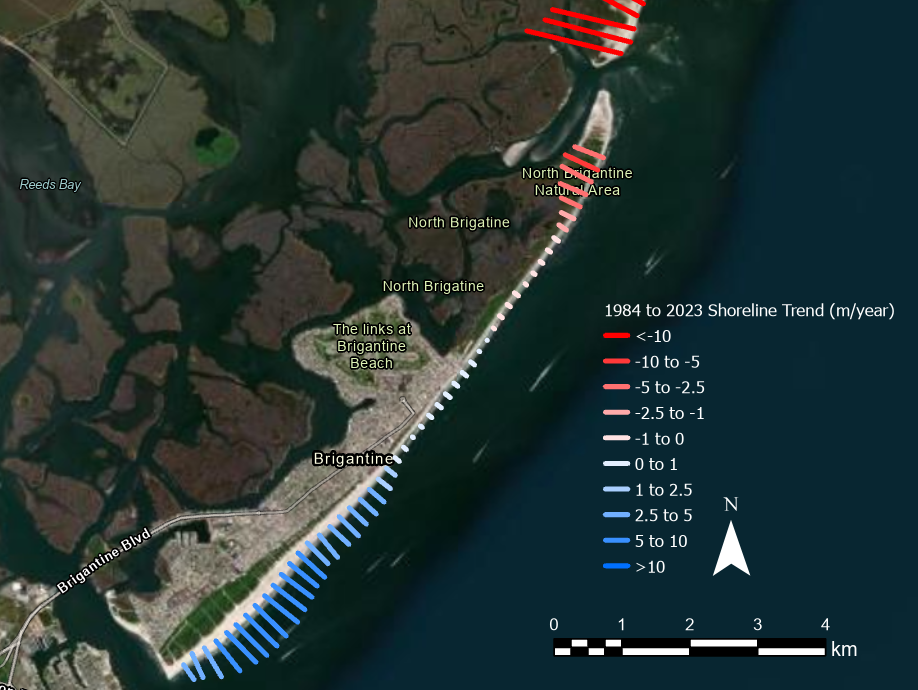 Reeds Bay
North Brigantine
Natural Area
North Brigatine
North Brigatine
The links at
Brigantine
Beach
Brigantine
Brigantine Blvd
1984 to 2023 Shoreline Trend (m/year)
<-10
-10 to -5
-5 to -2.5
-2.5 to -1
-1 to 0
0 to 1
1 to 2.5
2.5 to 5
5 to 10
>10
N
0 1 2 3 4
km